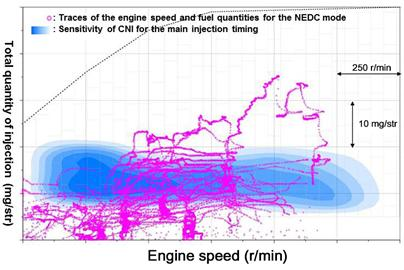 : Traces of the engine speed and fuel quantities for the NEDC mode
: Sensitivity of CNI for the main injection timing
250 r/min
10 mg/str
Total quantity of injection (mg/str)
Engine speed (r/min)